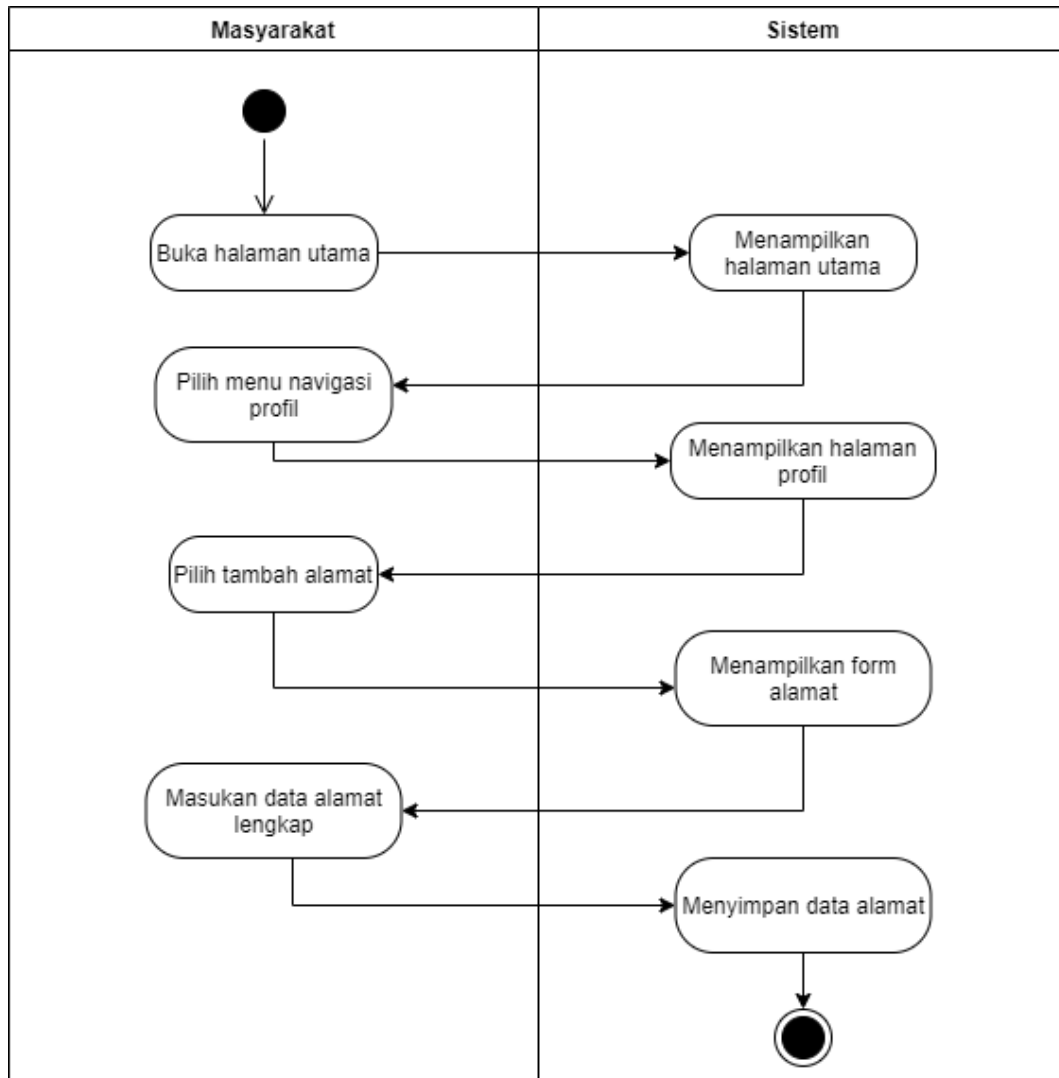 Masyarakat
Sistem
Buka halaman utama
Menampilkan
halaman utama
Pilih menu navigasi
profil
Menampilkan halaman
profil
Pilih tambah alamat
Menampilkan form
alamat
Masukan data alamat
lengkap
Menyimpan data alamat